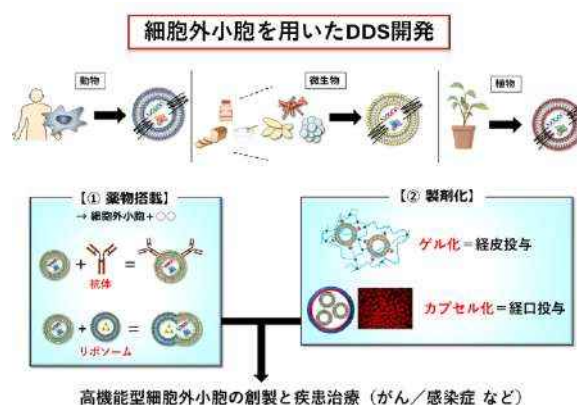 細胞外小胞を用いたDDS開発
動物
微生物
植物
【① 薬物搭載】
→ 細胞外小胞+○○
抗体
リポソーム
【② 製剤化】
ゲル化=経皮投与
カプセル化=経口投与
高機能型細胞外小胞の創製と疾患治療(がん/感染症 など)